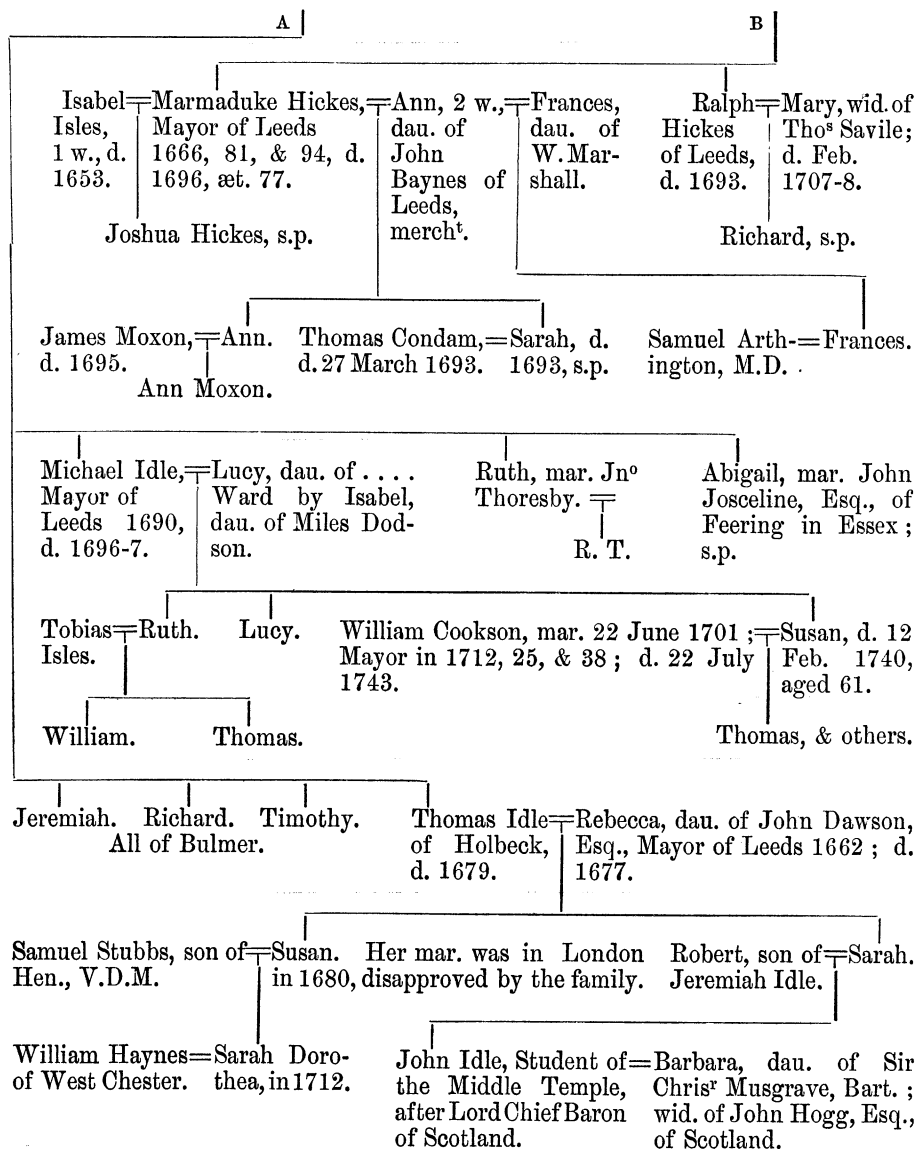 A B
Isabel=Marmaduke Hickes,=Ann, 2 w.,=Frances, Ralph=Mary, wid. of
Isles, Mayor of Leeds dau. of dau. of Hickes Thoˢ Savile;
1 w., d. 1666, 81, & 94, d. John W. Mar- of Leeds, d. Feb.
1653. 1696, æt. 77. Baynes of shall. d. 1693. 1707-8.
Leeds,
Joshua Hickes, s.p. merchᵗ. Richard, s.p.
James Moxon,=Ann. Thomas Condam,=Sarah, d. Samuel Arth-=Frances.
d. 1695. d. 27 March 1693. 1693, s.p. ington, M.D.
Ann Moxon.
Michael Idle,=Lucy, dau. of . . . . Ruth, mar. Jnº Abigail, mar. John
Mayor of Ward by Isabel, Thoresby. = Josceline, Esq., of
Leeds 1690, dau. of Miles Dod- Feering in Essex ;
d. 1696-7. son. R. T. s.p.
Tobias=Ruth. Lucy. William Cookson, mar. 22 June 1701 ;=Susan, d. 12
Isles. Mayor in 1712, 25, & 38 ; d. 22 July Feb. 1740,
1743. aged 61.
William. Thomas. Thomas, & others.
Jeremiah. Richard. Timothy. Thomas Idle=Rebecca, dau. of John Dawson,
All of Bulmer. of Holbeck, Esq., Mayor of Leeds 1662 ; d.
d. 1679. 1677.
Samuel Stubbs, son of=Susan. Her mar. was in London Robert, son of=Sarah.
Hen., V.D.M. in 1680, disapproved by the family. Jeremiah Idle.
William Haynes=Sarah Doro- John Idle, Student of=Barbara, dau. of Sir
of West Chester. thea, in 1712. the Middle Temple, Chrisʳ Musgrave, Bart. ;
after Lord Chief Baron wid. of John Hogg, Esq.,
of Scotland. of Scotland.